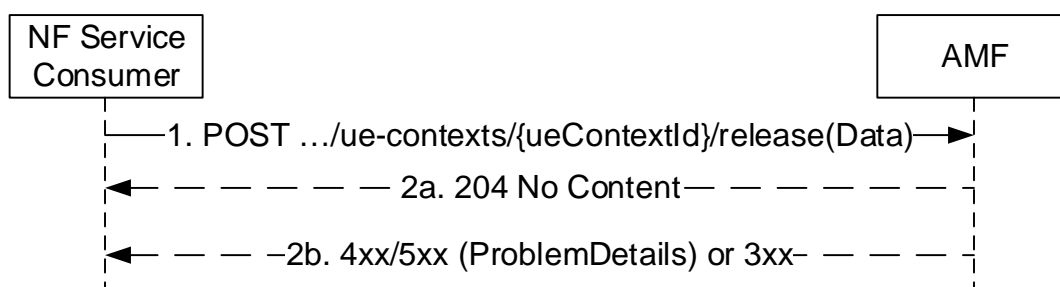 NF Service
Consumer
AMF
1. POST …/ue-contexts/{ueContextId}/release(Data)
2a. 204 No Content
2b. 4xx/5xx (ProblemDetails) or 3xx